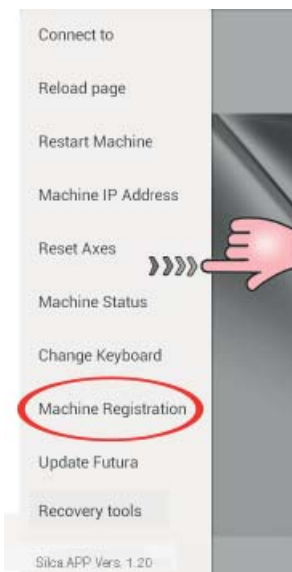 Connect to
Reload page
Restart Machine
Machine IP Address
Reset Axes
Machine Status
Change Keyboard
Machine Registration
Update Futura
Recovery tools
Silca APP Vers. 1.20